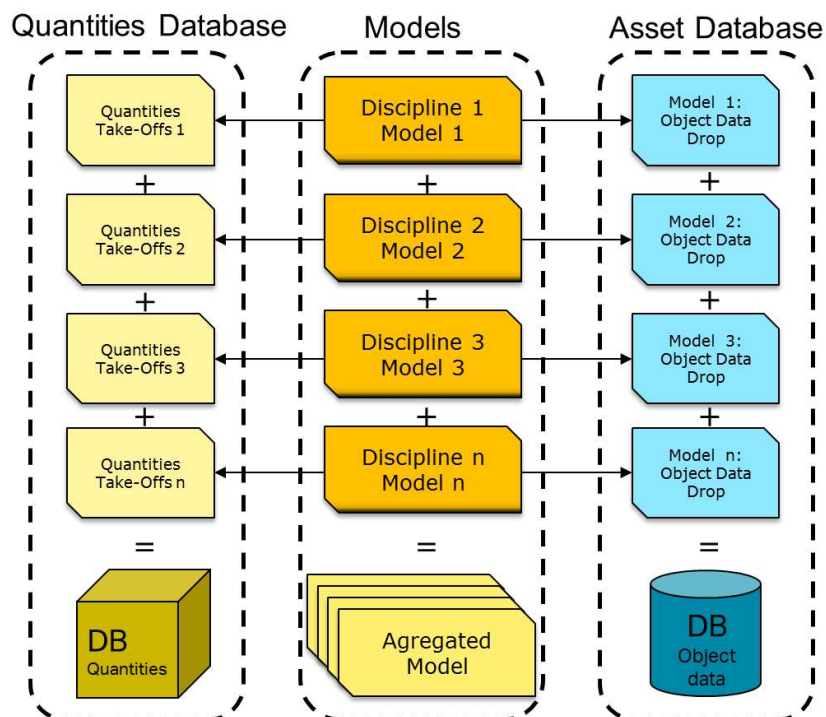 Quantities Database
Models
Asset Database
Quantities
Take-Offs 1
Discipline 1
Model 1
Model 1:
Object Data
Drop
+
+
+
Quantities
Take-Offs 2
Discipline 2
Model 2
Model 2:
Object Data
Drop
+
+
+
Quantities
Take-Offs 3
Discipline 3
Model 3
Model 3:
Object Data
Drop
+
+
+
Quantities
Take-Offs n
Discipline n
Model n
Model n:
Object Data
Drop
=
=
=
DB
Quantities
Agregated
Model
DB
Object
data